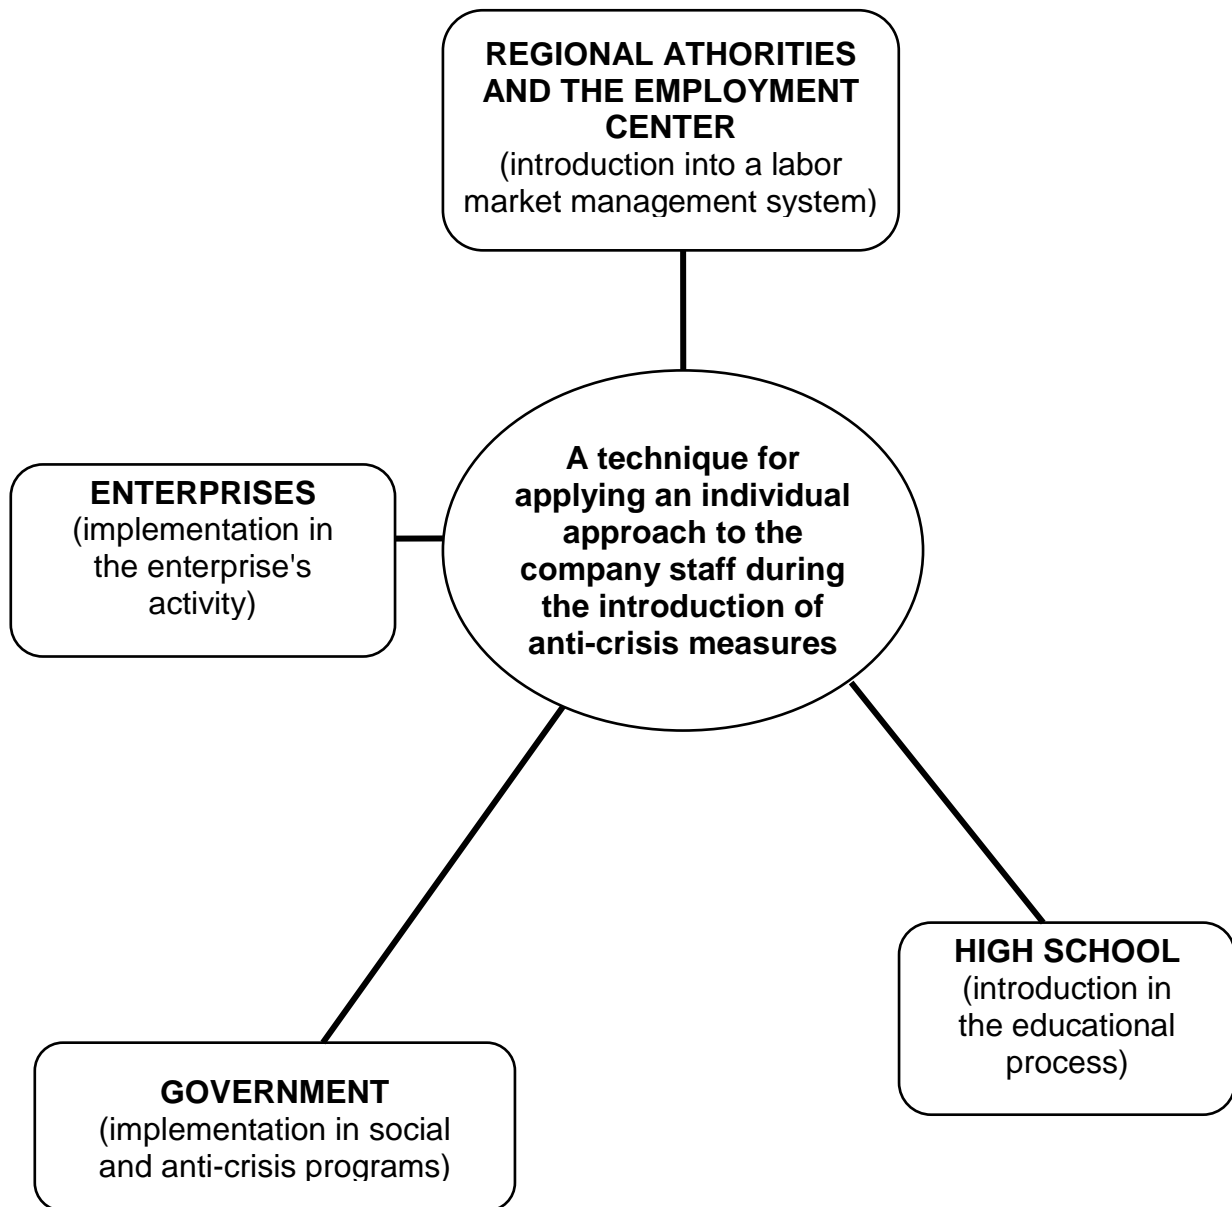 REGIONAL ATHORITIES
AND THE EMPLOYMENT
CENTER
(introduction into a labor
market management system)
A technique for
applying an individual
approach to the
company staff during
the introduction of
anti-crisis measures
ENTERPRISES
(implementation in
the enterprise's
activity)
HIGH SCHOOL
(introduction in
the educational
process)
GOVERNMENT
(implementation in social
and anti-crisis programs)